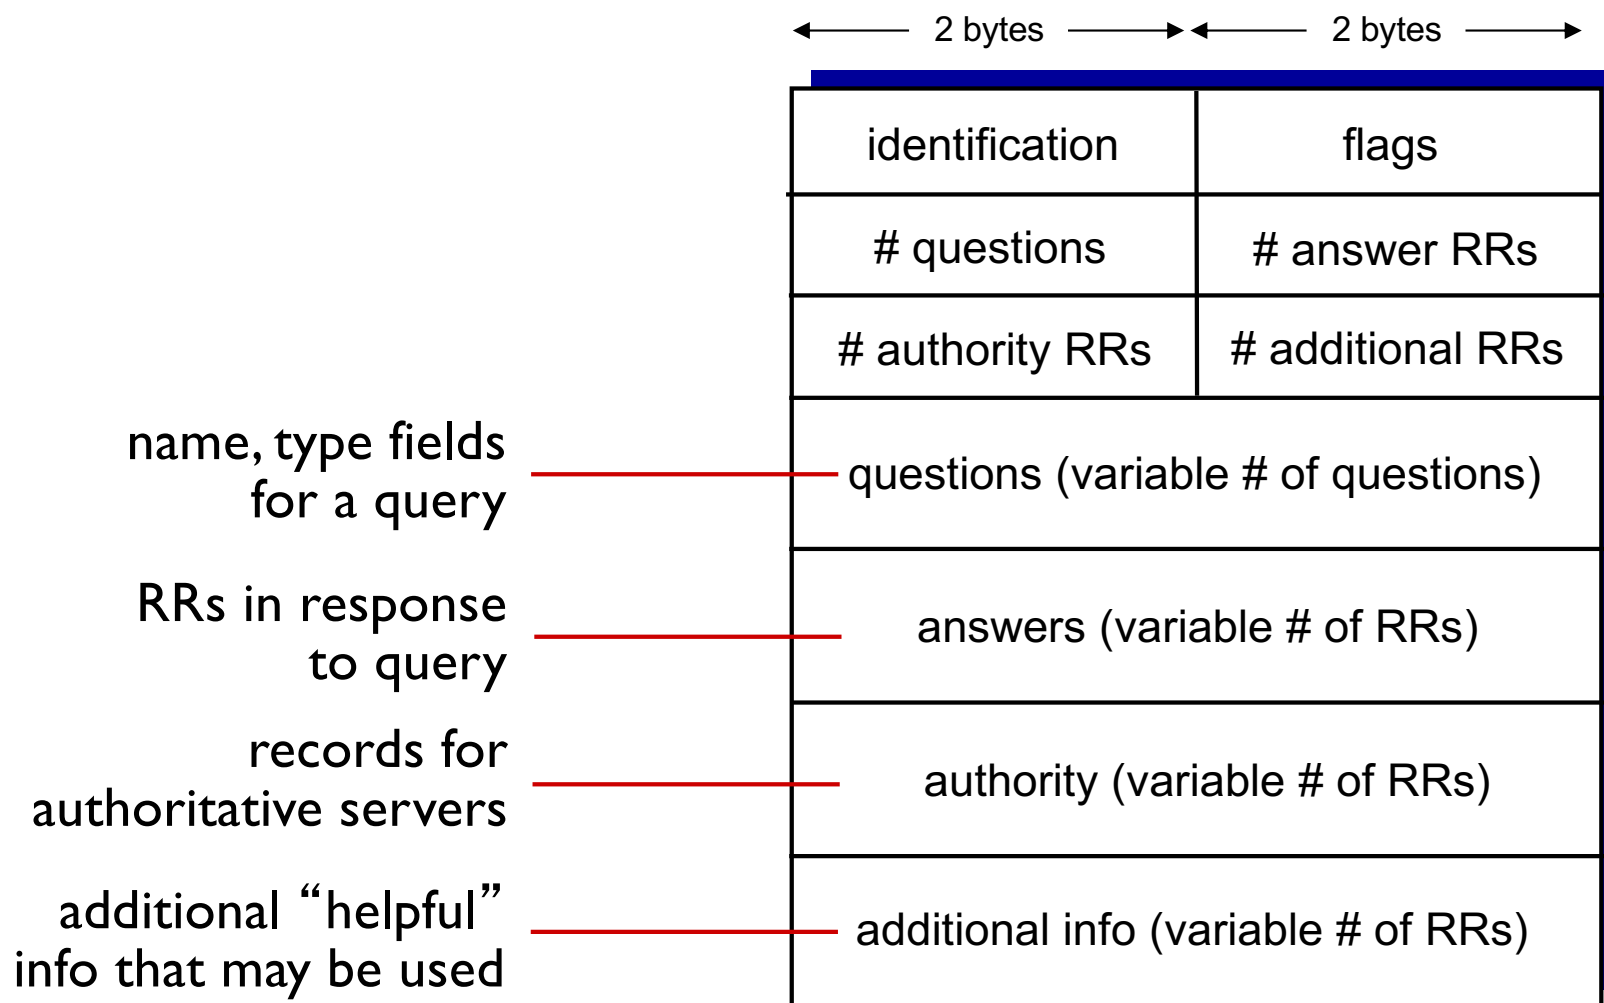 2 bytes 2 bytes
identification flags
# questions # answer RRs
# authority RRs # additional RRs
name, type fields
for a query
questions (variable # of questions)
RRs in response
to query
answers (variable # of RRs)
records for
authoritative servers
authority (variable # of RRs)
additional “helpful”
info that may be used
additional info (variable # of RRs)